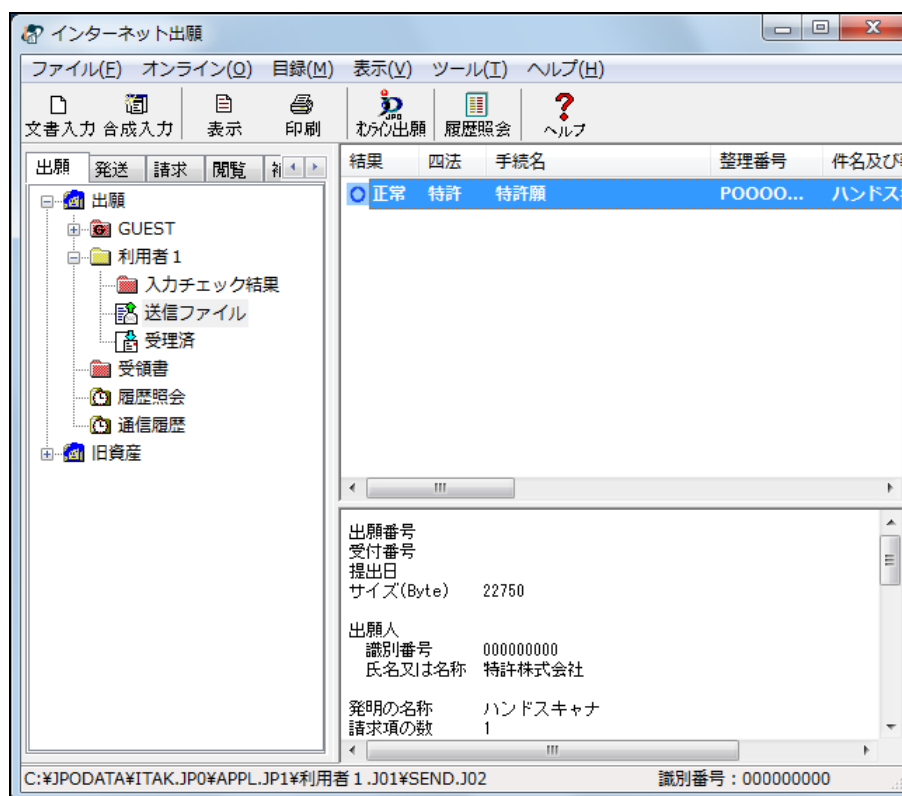 インターネット出願
ファイル(F) オンライン(O) 目録(M) 表示(V) ツール(T) ヘルプ(H)
文書入力 合成入力 表示 印刷 オンライン出願 履歴照会 ヘルプ
出願 発送 請求 閲覧
結果 四法 手続名 整理番号 件名及び
正常 特許 特許願 P0000... ハンドス
出願
GUEST
利用者1
入力チェック結果
送信ファイル
受理済
受領書
履歴照会
通信履歴
旧資産
出願番号
受付番号
提出日
サイズ(Byte) 22750
出願人
識別番号 000000000
氏名又は名称 特許株式会社
発明の名称 ハンドスキャナ
請求項の数 1
C:¥JPODATA¥ITAK.JP0¥APPL.JP1¥利用者1.J01¥SEND.J02 識別番号:000000000